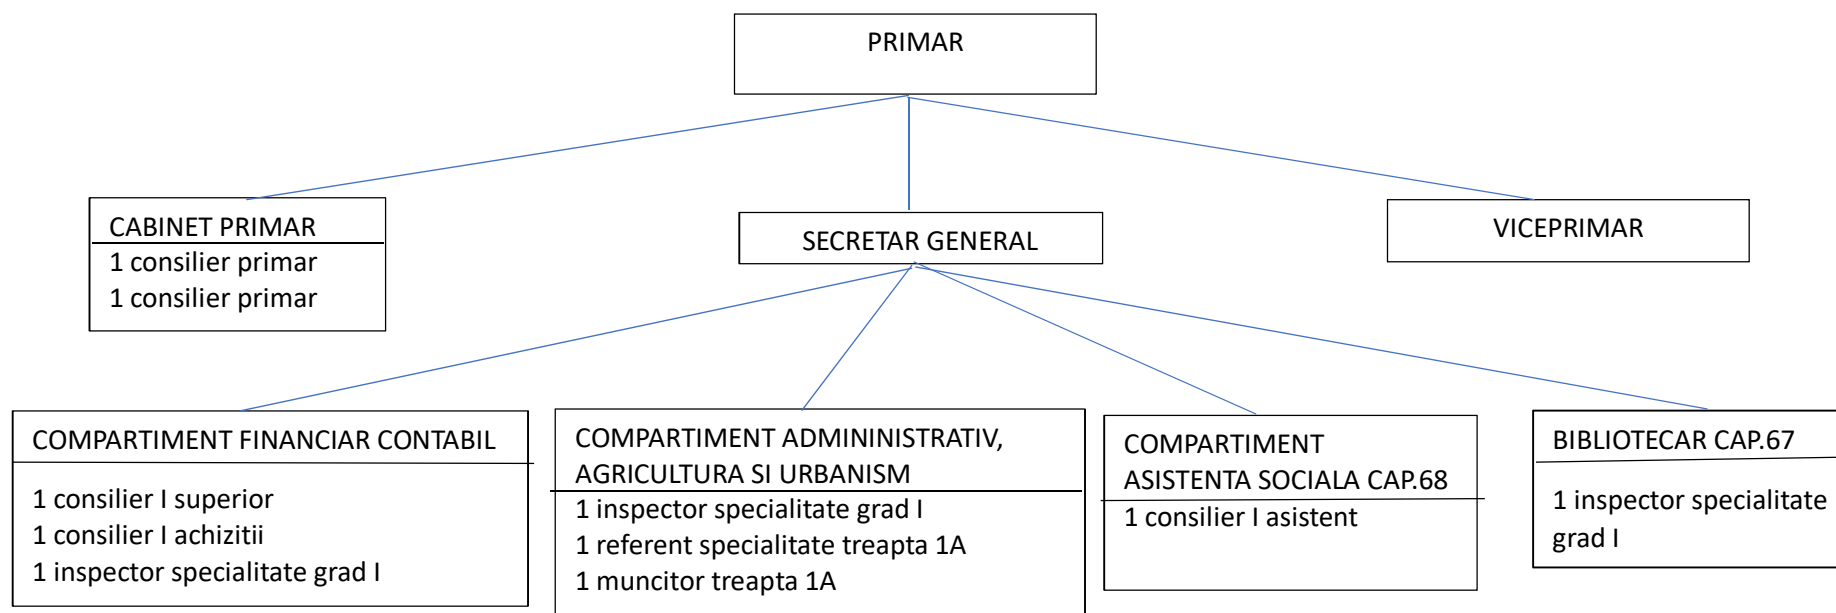 PRIMAR
CABINET PRIMAR
1 consilier primar
1 consilier primar
SECRETAR GENERAL
VICEPRIMAR
COMPARTIMENT FINANCIAR CONTABIL
1 consilier I superior
1 consilier I achizitii
1 inspector specialitate grad I
COMPARTIMENT ADMININISTRATIV,
AGRICULTURA SI URBANISM
1 inspector specialitate grad I
1 referent specialitate treapta 1A
1 muncitor treapta 1A
COMPARTIMENT
ASISTENTA SOCIALA CAP.68
1 consilier I asistent
BIBLIOTECAR CAP.67
1 inspector specialitate
grad I